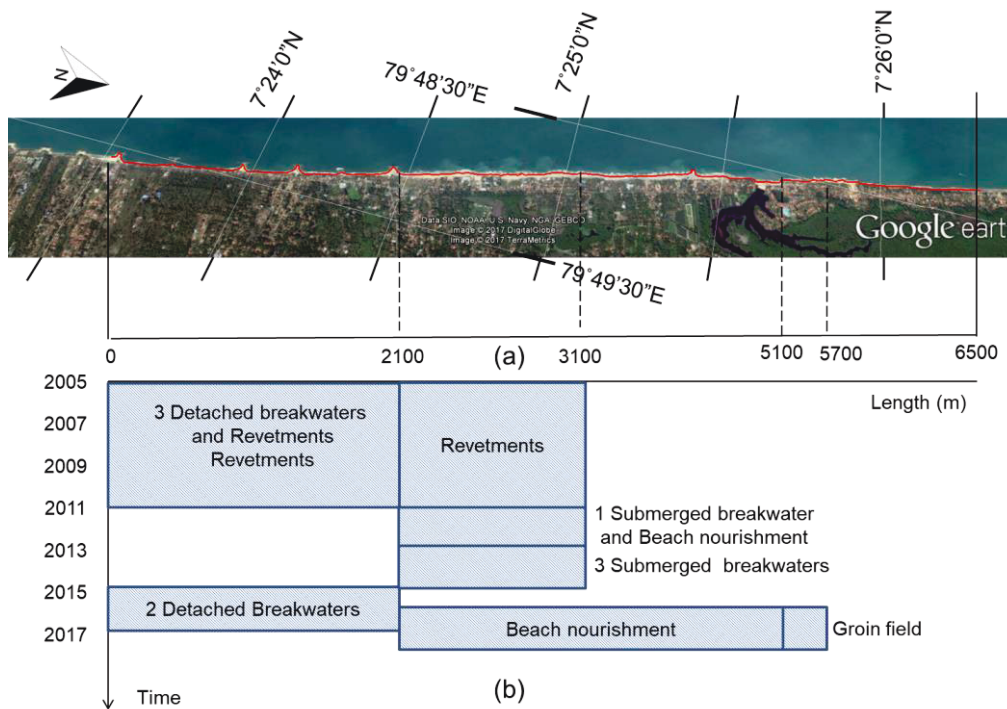 N
7°24'0"N
79°48'30"E
7°25'0"N
7°26'0"N
Data SIO, NOAA, U.S. Navy, NGA, GEBCO
Image © 2017 DigitalGlobe
Image © 2017 TerraMetrics
Google earth
79°49'30"E
0
2100
(a)
3100
5100
5700
6500
Length (m)
2005
2007
2009
2011
2013
2015
2017
3 Detached breakwaters
and Revetments
Revetments
Revetments
1 Submerged breakwater
and Beach nourishment
3 Submerged breakwaters
2 Detached Breakwaters
Beach nourishment
Groin field
Time
(b)